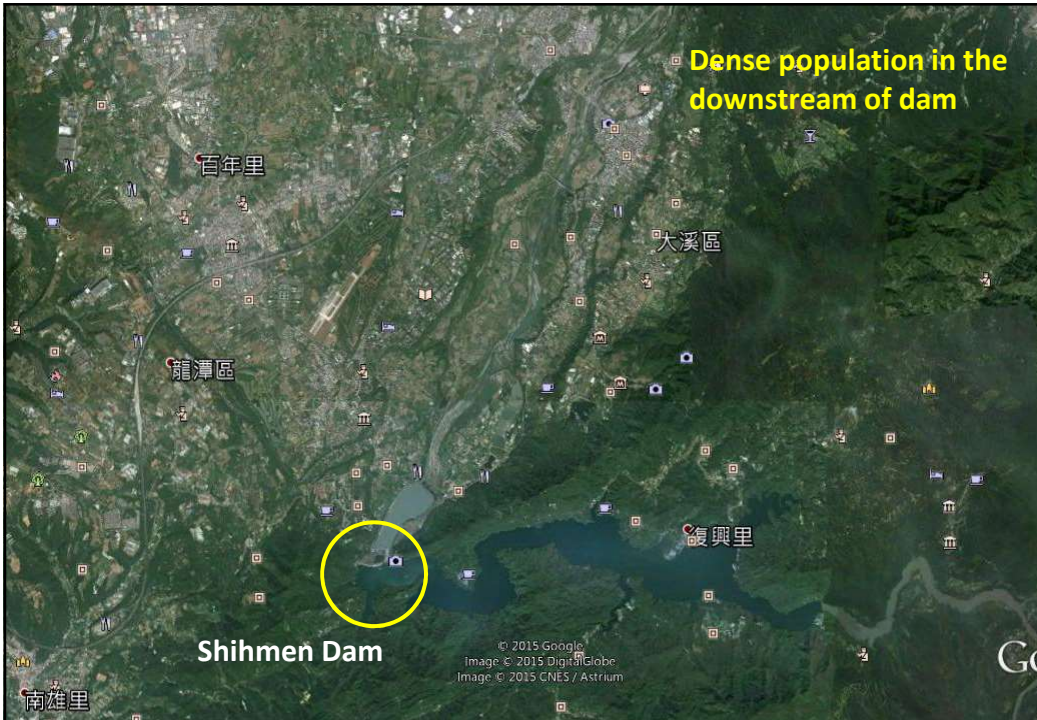 Dense population in the
downstream of dam
百年里
大溪區
龍潭區
復興里
Shihmen Dam
© 2015 Google
Image © 2015 DigitalGlobe
Image © 2015 CNES / Astrium
Go
南雄里